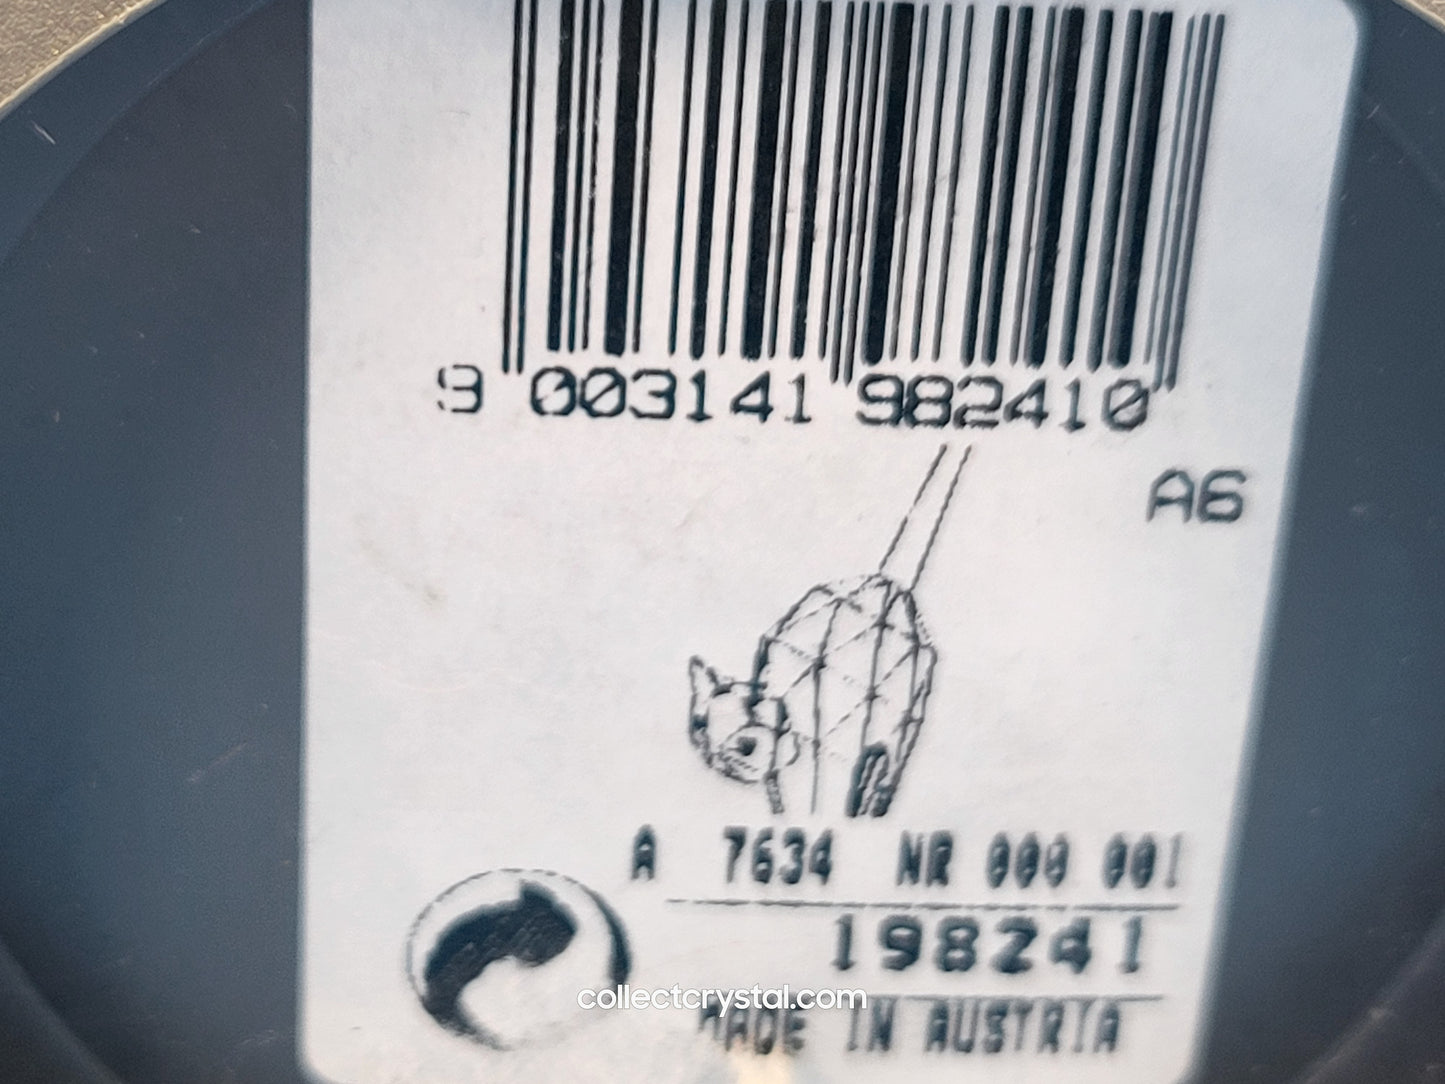 9 003141 982410
A6
A 7634 NR 000 001
198241
collectcrystal.com
MADE IN AUSTRIA